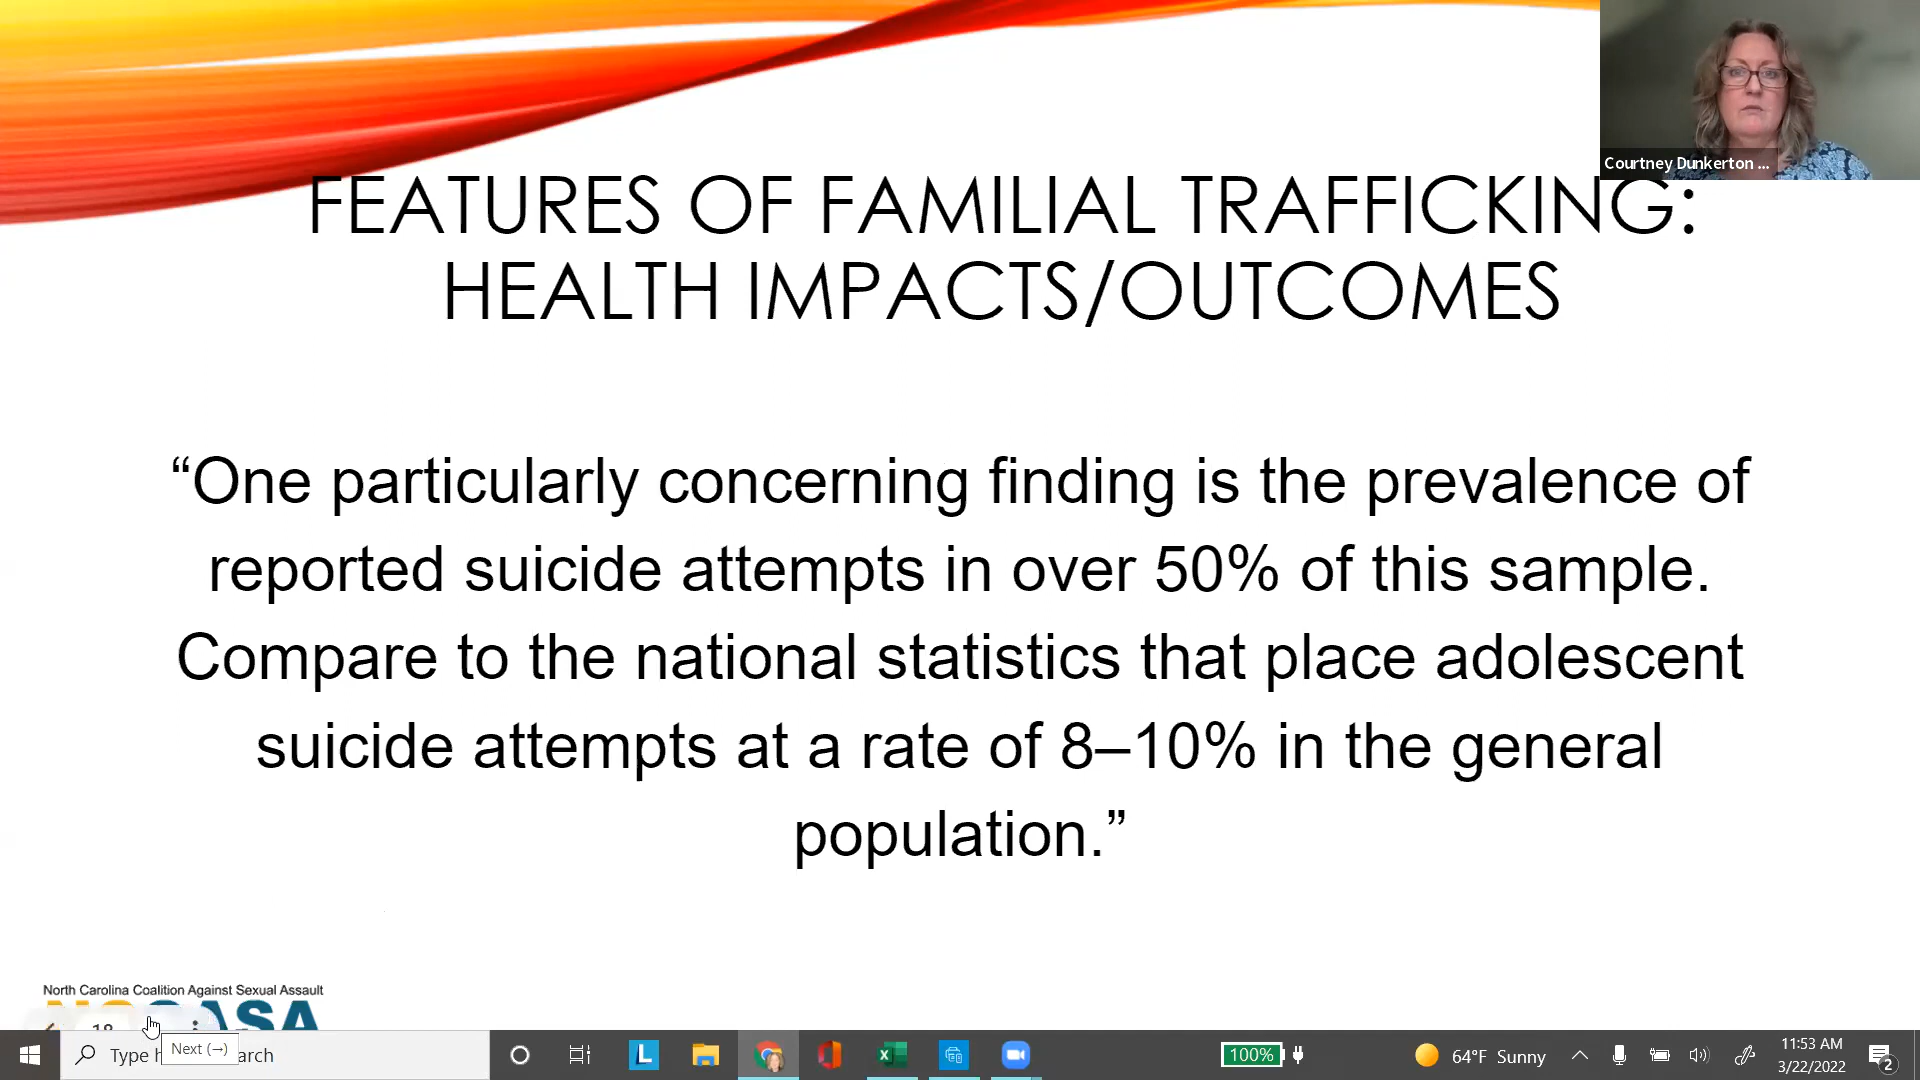 Courtney Dunkerton ...
FEATURES OF FAMILIAL TRAFFICKING:
HEALTH IMPACTS/OUTCOMES
“One particularly concerning finding is the prevalence of
reported suicide attempts in over 50% of this sample.
Compare to the national statistics that place adolescent
suicide attempts at a rate of 8–10% in the general
population.”
North Carolina Coalition Against Sexual Assault
NCCASA
18
Next (→)
Type h arch
L
100%
64°F Sunny
11:53 AM
3/22/2022
2